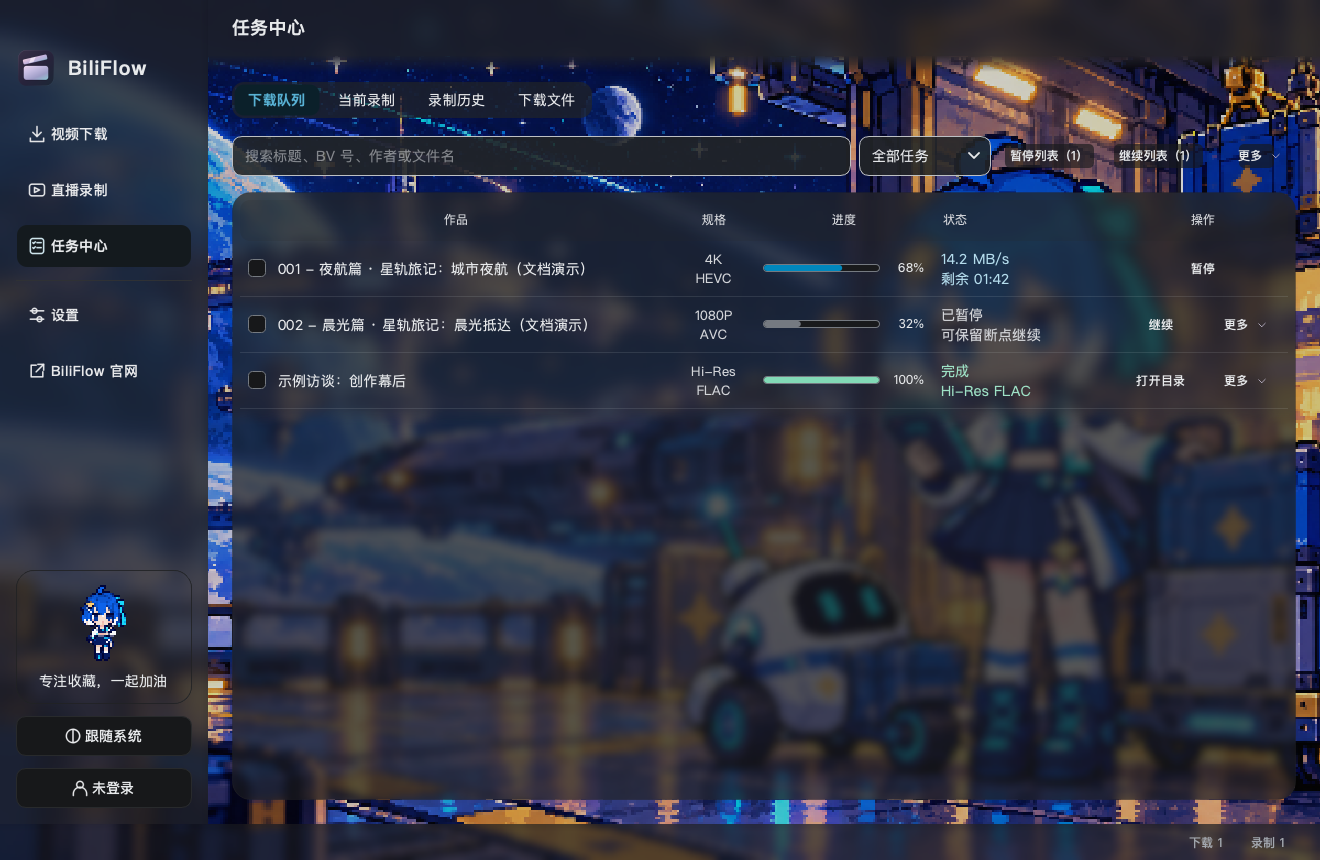 任务中心
BiliFlow
视频下载
直播录制
任务中心
设置
BiliFlow 官网
专注收藏，一起加油
跟随系统
未登录
下载队列 当前录制 录制历史 下载文件
搜索标题、BV 号、作者或文件名 全部任务 暂停列表（1） 继续列表（1） 更多
作品 规格 进度 状态 操作
001 – 夜航篇 · 星轨旅记：城市夜航（文档演示） 4K HEVC 68% 14.2 MB/s 剩余 01:42 暂停
002 – 晨光篇 · 星轨旅记：晨光抵达（文档演示） 1080P AVC 32% 已暂停 可保留断点继续 继续 更多
示例访谈：创作幕后 Hi-Res FLAC 100% 完成 Hi-Res FLAC 打开目录 更多
下载 1 录制 1